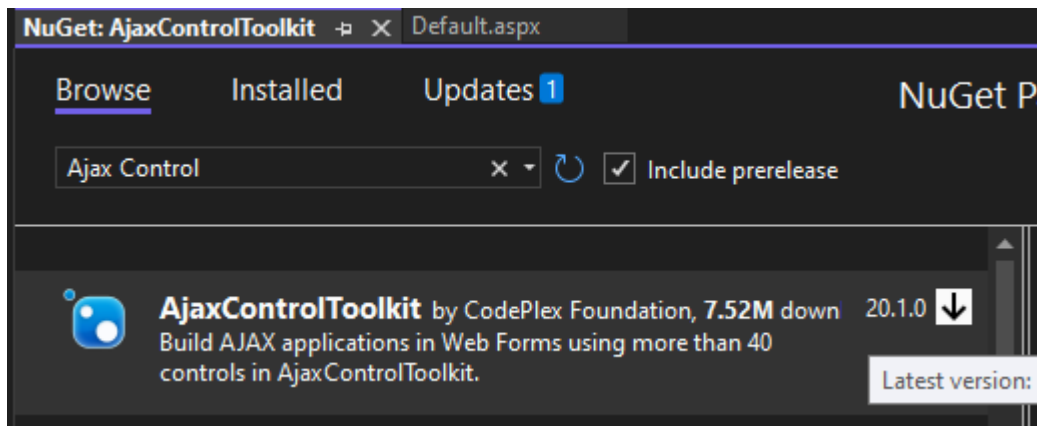 NuGet: AjaxControlToolkit Default.aspx
Browse Installed Updates 1 NuGet P
Ajax Control Include prerelease
AjaxControlToolkit by CodePlex Foundation, 7.52M down 20.1.0
Build AJAX applications in Web Forms using more than 40
controls in AjaxControlToolkit.
Latest version: